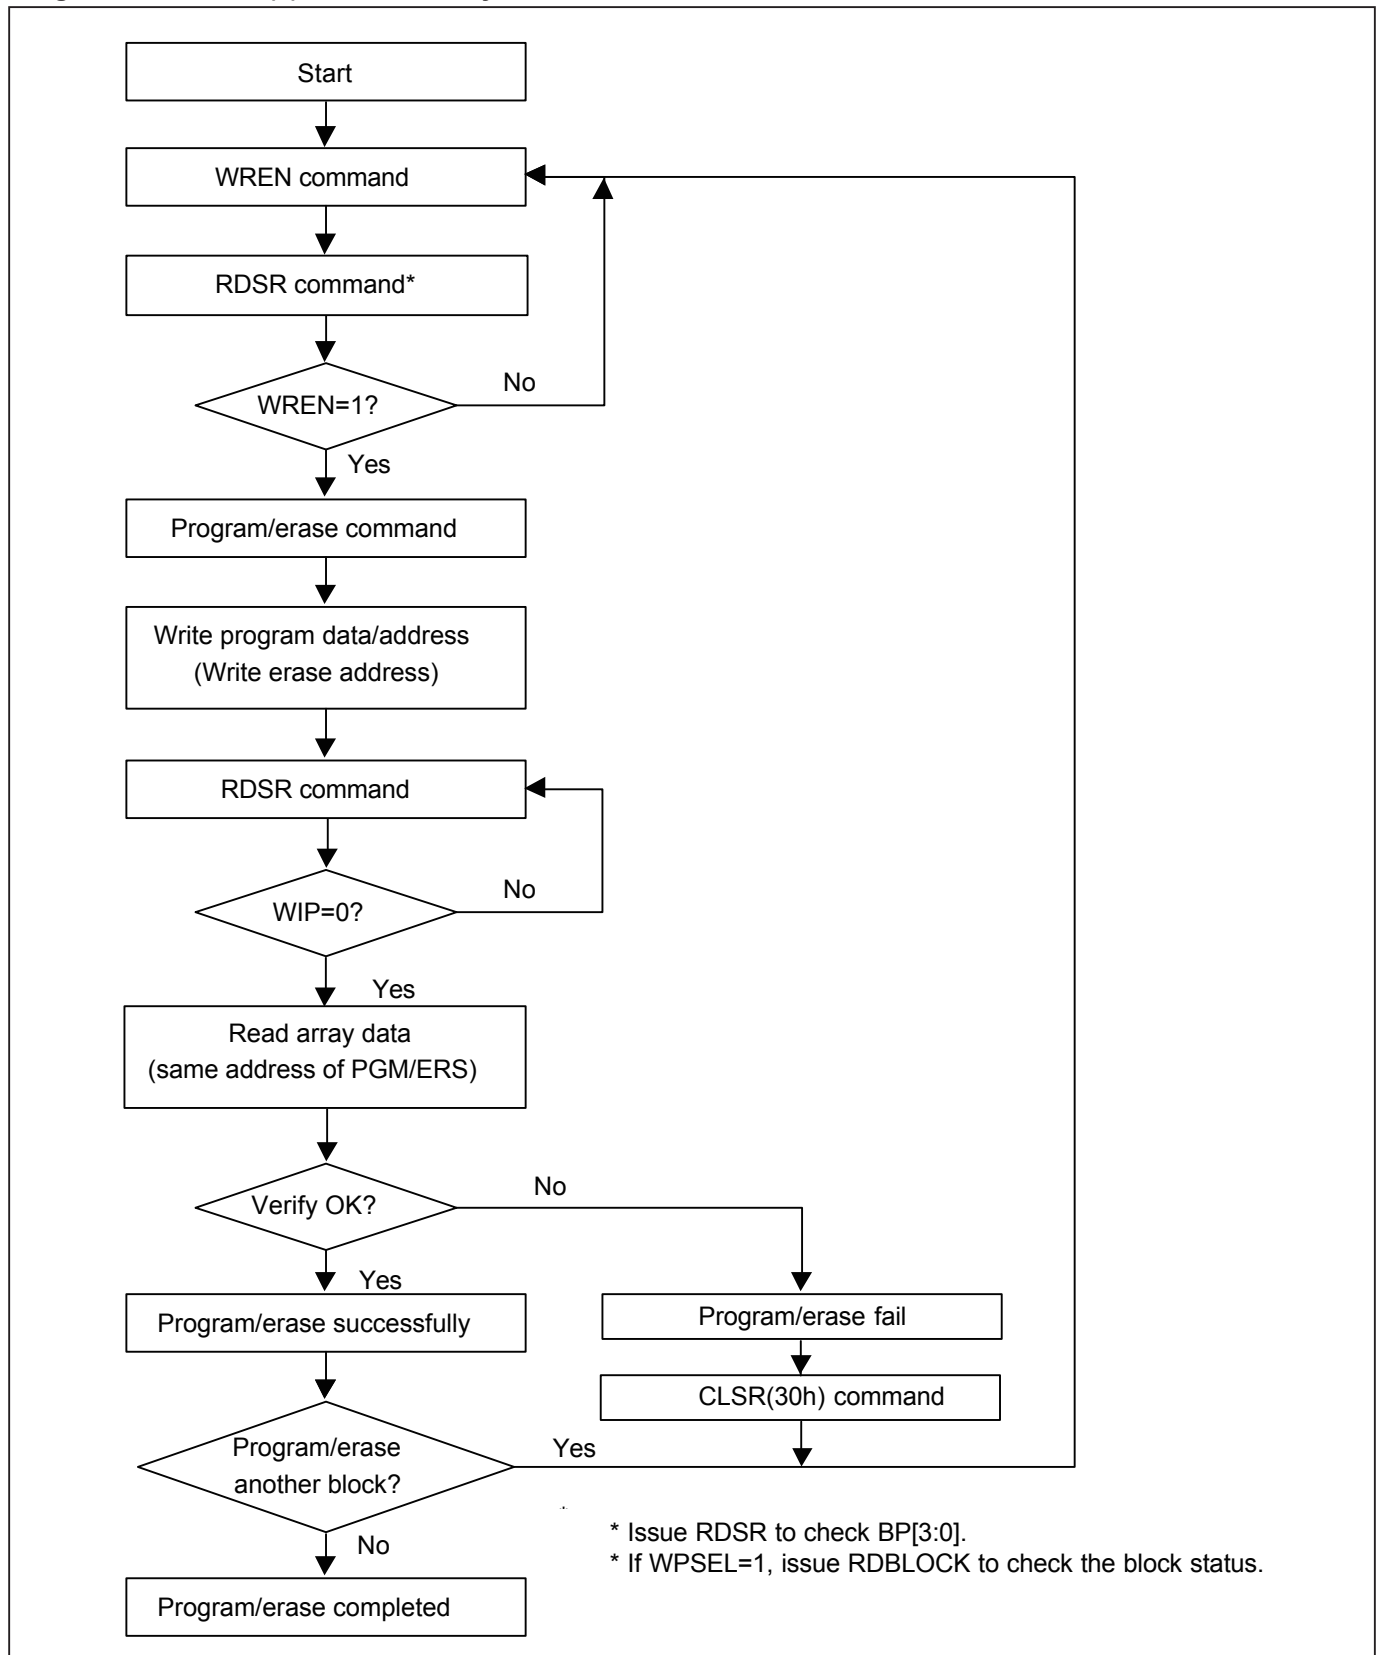 Start
WREN command
RDSR command*
WREN=1?
No
Yes
Program/erase command
Write program data/address
(Write erase address)
RDSR command
WIP=0?
No
Yes
Read array data
(same address of PGM/ERS)
Verify OK?
No
Yes
Program/erase successfully
Program/erase fail
CLSR(30h) command
Program/erase
another block?
Yes
No
* Issue RDSR to check BP[3:0].
* If WPSEL=1, issue RDBLOCK to check the block status.
Program/erase completed